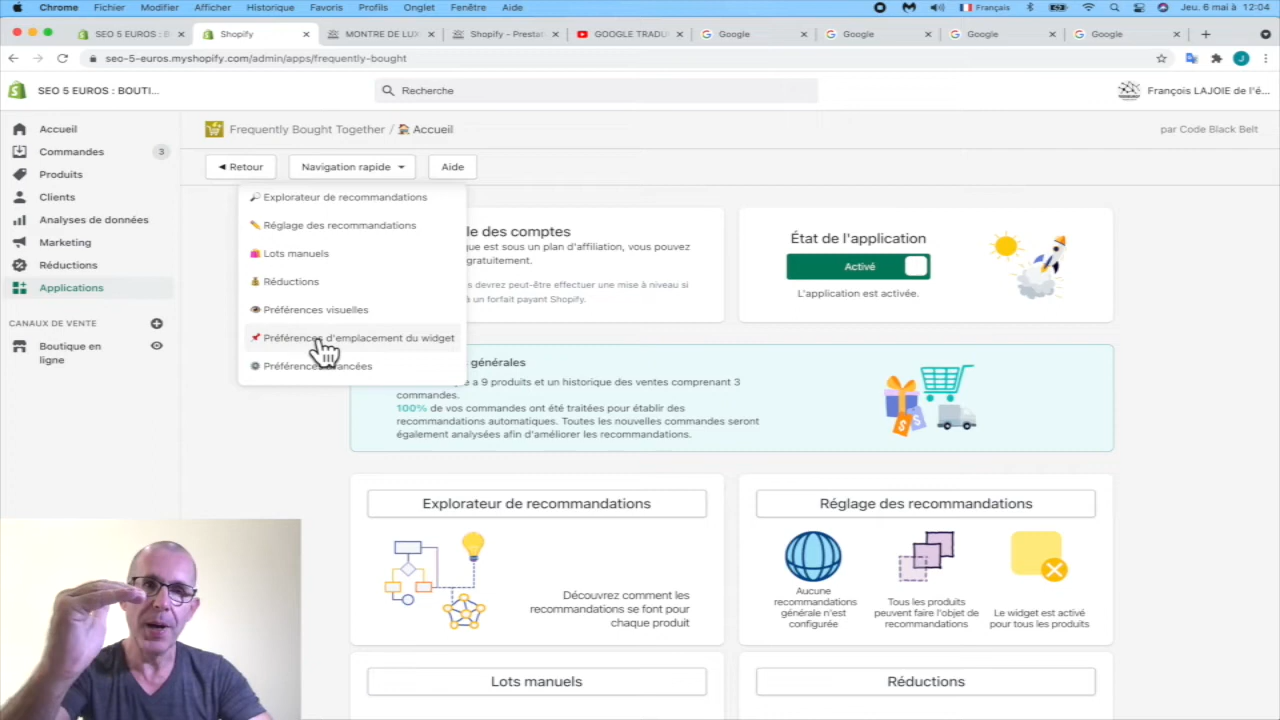 Chrome Fichier Modifier Afficher Historique Favoris Profils Onglet Fenêtre Aide Français Jeu. 6 mai à 12:04
SEO 5 EUROS : B Shopify MONTRE DE LU Shopify - Presta GOOGLE TRADU Google Google Google Google
seo-5-euros.myshopify.com/admin/apps/frequently-bought J
SEO 5 EUROS : BOUTI... Recherche François LAJOIE de l'é...
Accueil
Commandes 3
Produits
Clients
Analyses de données
Marketing
Réductions
Applications
CANAUX DE VENTE
Boutique en
ligne
Frequently Bought Together / Accueil par Code Black Belt
Retour Navigation rapide Aide
Explorateur de recommandations
Réglage des recommandations
Lots manuels
Réductions
Préférences visuelles
Préférences d'emplacement du widget
Préférences avancées
le des comptes
que est sous un plan d'affiliation, vous pouvez
gratuitement.
s devrez peut-être effectuer une mise à niveau si
à un forfait payant Shopify.
État de l'application
Activé
L'application est activée.
générales
a 9 produits et un historique des ventes comprenant 3
commandes.
100% de vos commandes ont été traitées pour établir des
recommandations automatiques. Toutes les nouvelles commandes seront
également analysées afin d'améliorer les recommandations.
Explorateur de recommandations
Découvrez comment les
recommandations se font pour
chaque produit
Réglage des recommandations
Aucune
recommandations
générale n'est
configurée
Tous les produits
peuvent faire l'objet de
recommandations
Le widget est activé
pour tous les produits
Lots manuels
Réductions